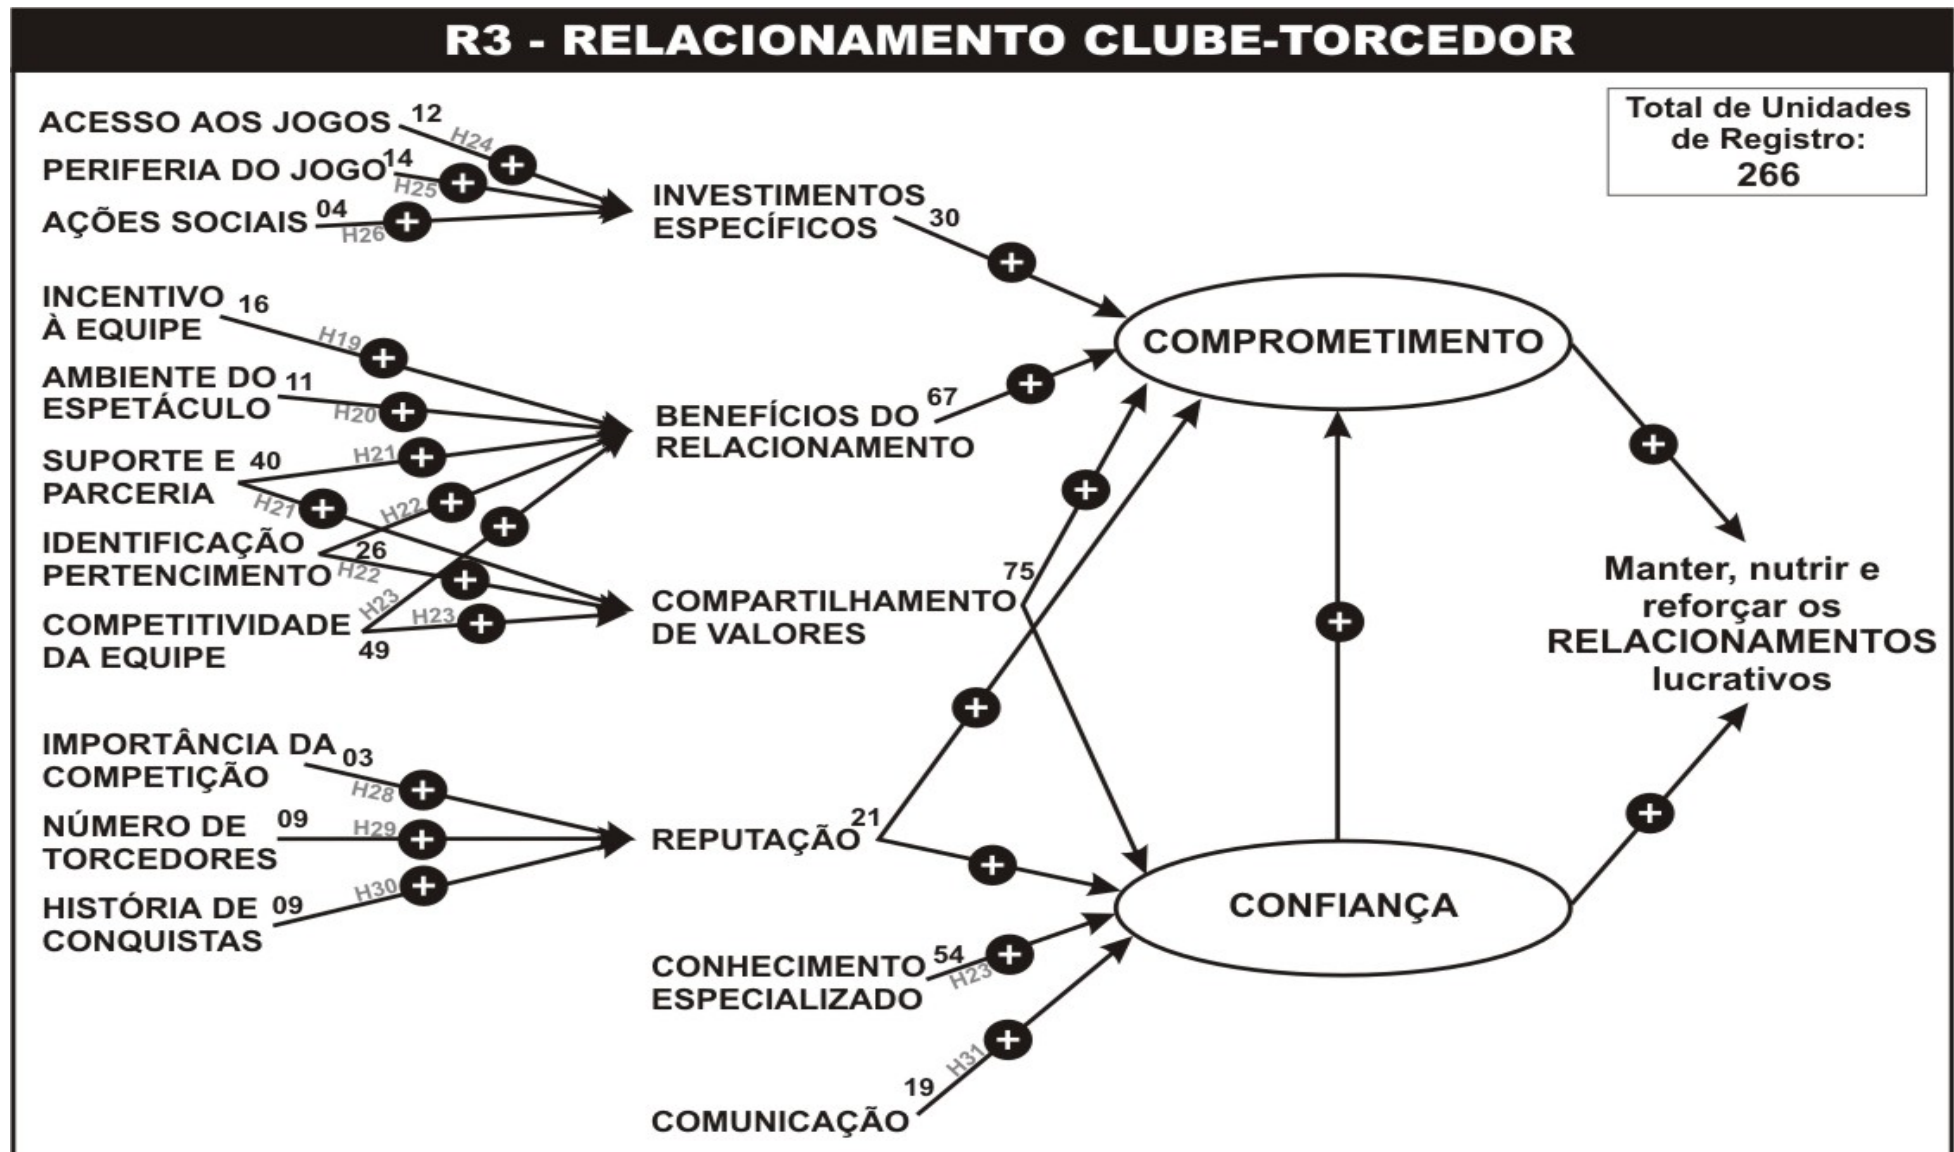 R3 - RELACIONAMENTO CLUBE-TORCEDOR
Total de Unidades
de Registro:
266
ACESSO AOS JOGOS 12
H24
+
PERIFERIA DO JOGO 14
H25
+
AÇÕES SOCIAIS 04
H26
+
INVESTIMENTOS
ESPECÍFICOS
30
+
INCENTIVO
À EQUIPE
16
H19
+
AMBIENTE DO
ESPETÁCULO
11
H20
+
SUPORTE E
PARCERIA
40
H21
+
H21
+
IDENTIFICAÇÃO
PERTENCIMENTO
26
H22
+
H22
+
COMPETITIVIDADE
DA EQUIPE
49
H23
+
H23
+
BENEFÍCIOS DO
RELACIONAMENTO
67
+
COMPARTILHAMENTO
DE VALORES
75
+
IMPORTÂNCIA DA
COMPETIÇÃO
03
H28
+
NÚMERO DE
TORCEDORES
09
H29
+
HISTÓRIA DE
CONQUISTAS
09
H30
+
REPUTAÇÃO
21
+
+
CONHECIMENTO
ESPECIALIZADO
54
H23
+
COMUNICAÇÃO
19
H31
+
COMPROMETIMENTO
+
+
CONFIANÇA
+
Manter, nutrir e
reforçar os
RELACIONAMENTOS
lucrativos